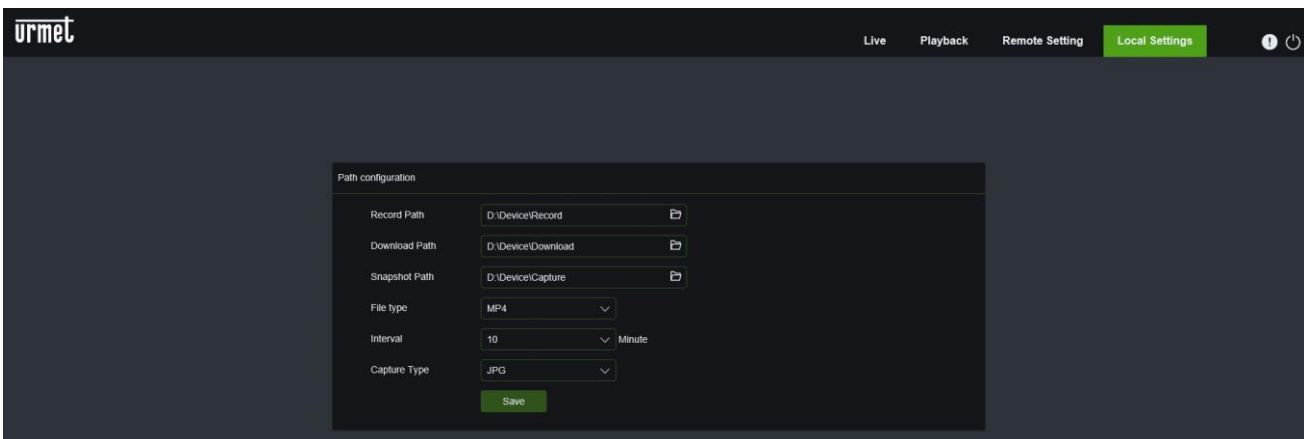 urmet
Live Playback Remote Setting Local Settings
Path configuration
Record Path D:\Device\Record
Download Path D:\Device\Download
Snapshot Path D:\Device\Capture
File type MP4
Interval 10 Minute
Capture Type JPG
Save